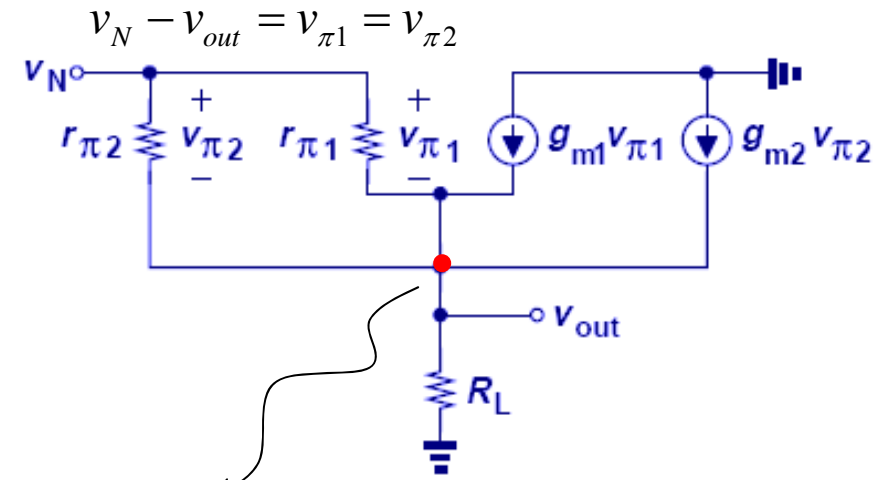 v_N − v_out = v_π1 = v_π2
v_N
+ +
r_π2 v_π2 r_π1 v_π1 g_m1 v_π1 g_m2 v_π2
− −
v_out
R_L